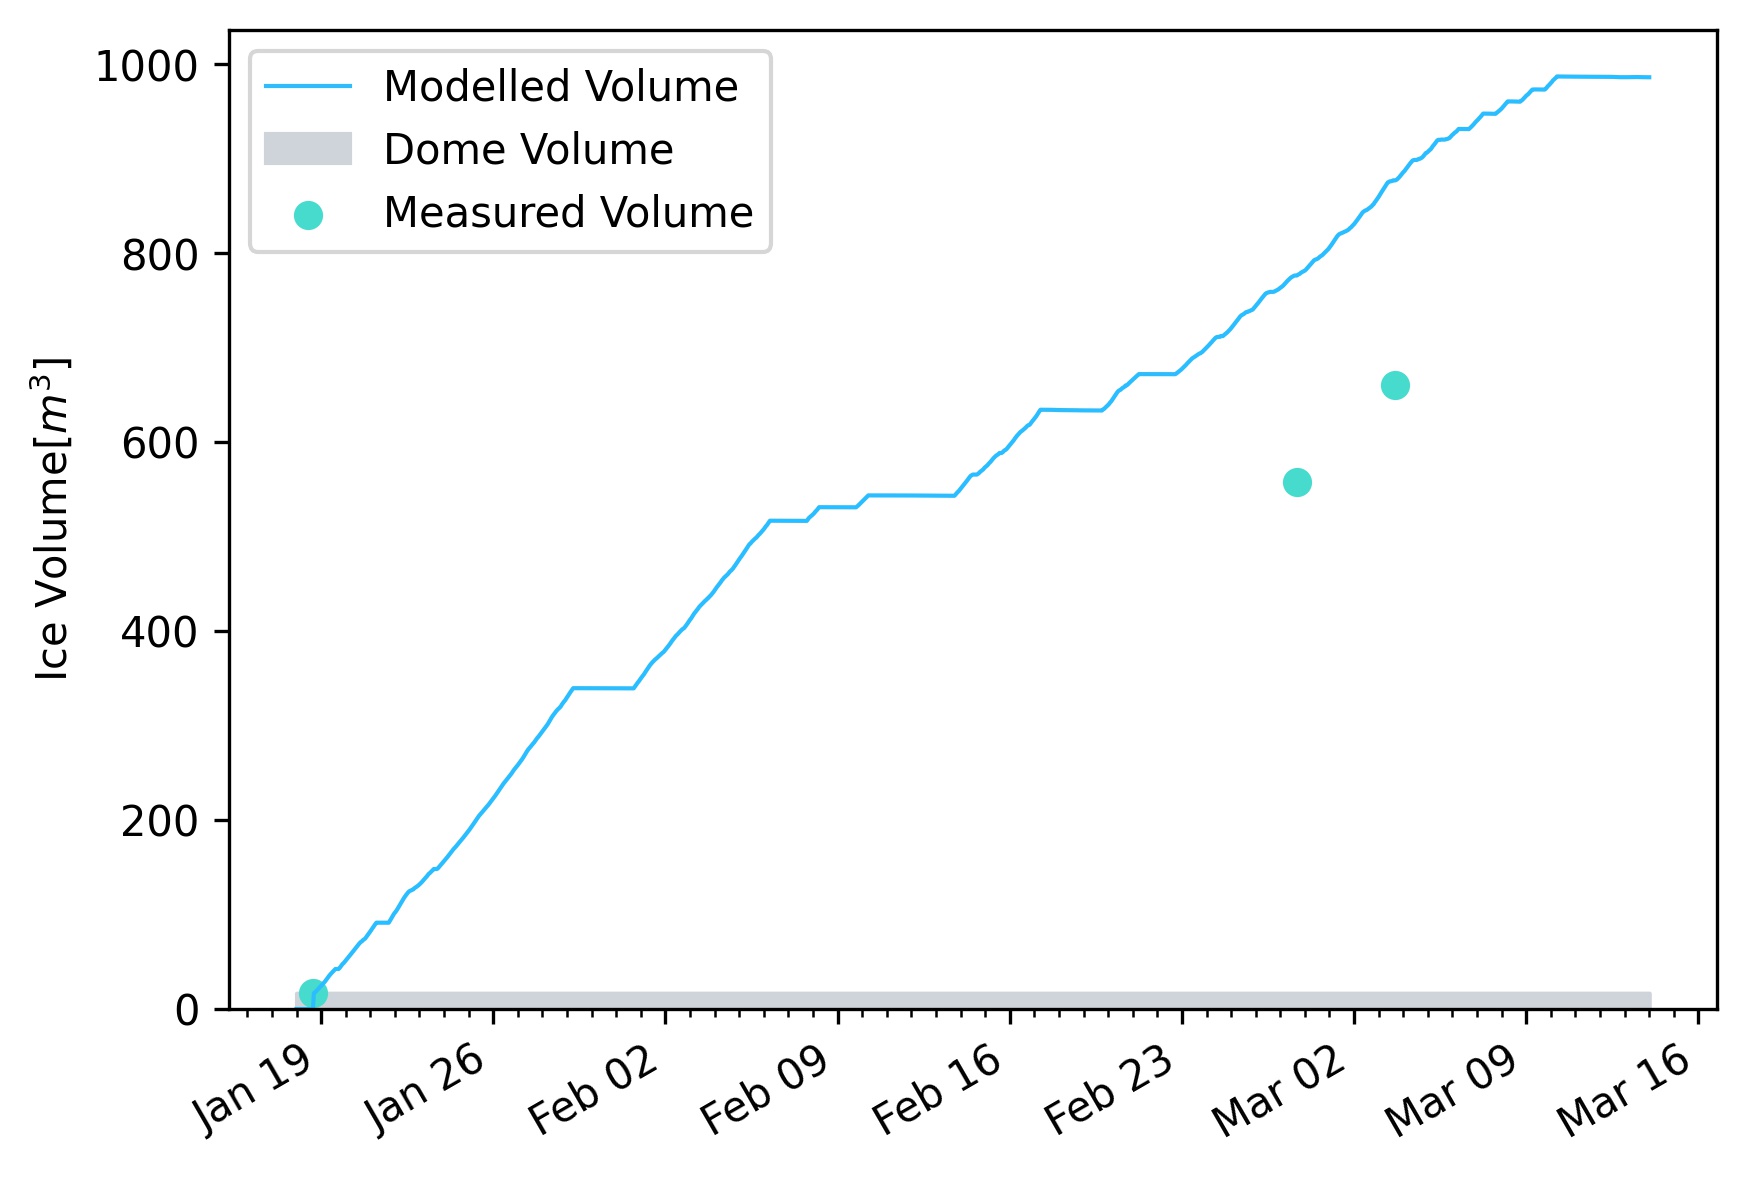 1000
800
600
400
200
0
Ice Volume[m³]
Modelled Volume
Dome Volume
Measured Volume
Jan 19
Jan 26
Feb 02
Feb 09
Feb 16
Feb 23
Mar 02
Mar 09
Mar 16